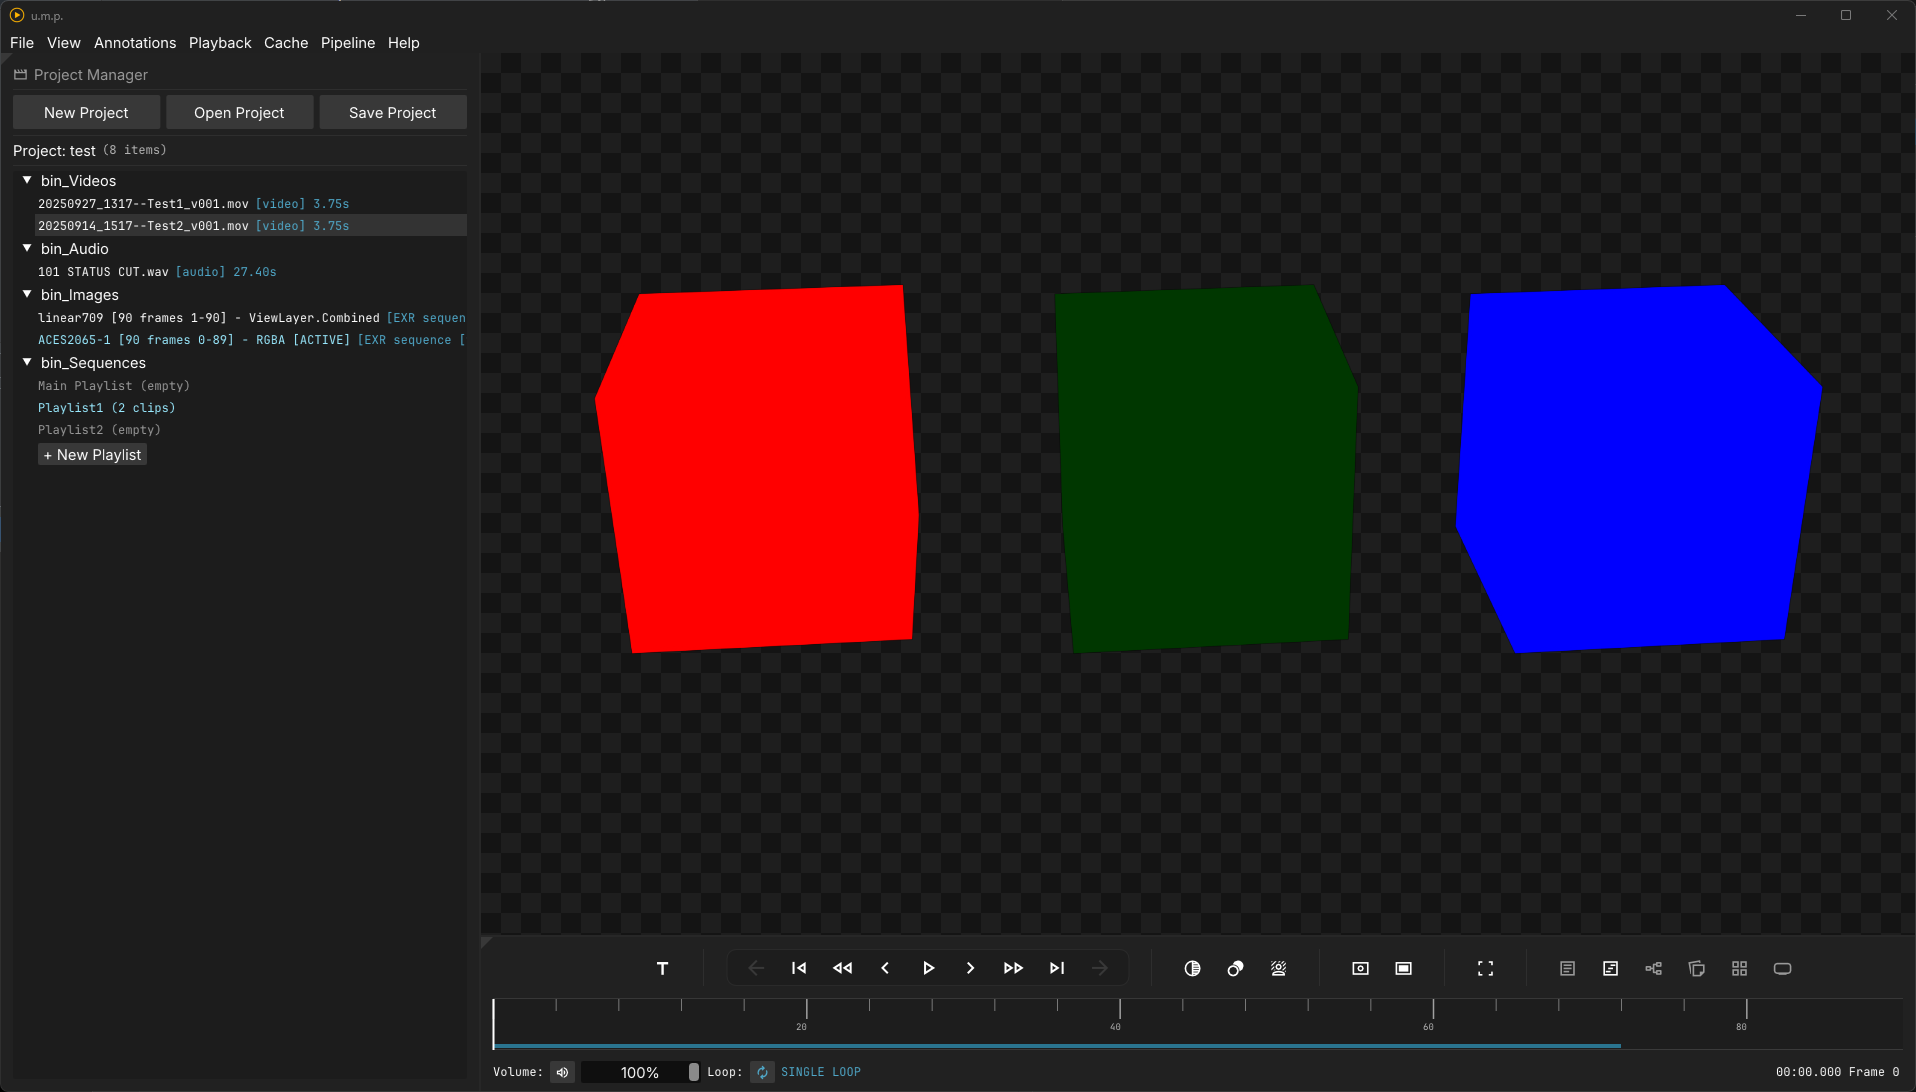 u.m.p.
File View Annotations Playback Cache Pipeline Help
Project Manager
New Project Open Project Save Project
Project: test (8 items)
bin_Videos
20250927_1317--Test1_v001.mov [video] 3.75s
20250914_1517--Test2_v001.mov [video] 3.75s
bin_Audio
101 STATUS CUT.wav [audio] 27.40s
bin_Images
linear709 [90 frames 1-90] - ViewLayer.Combined [EXR sequen
ACES2065-1 [90 frames 0-89] - RGBA [ACTIVE] [EXR sequence [
bin_Sequences
Main Playlist (empty)
Playlist1 (2 clips)
Playlist2 (empty)
+ New Playlist
T
20 40 60 80
Volume: 100% Loop: SINGLE LOOP 00:00.000 Frame 0